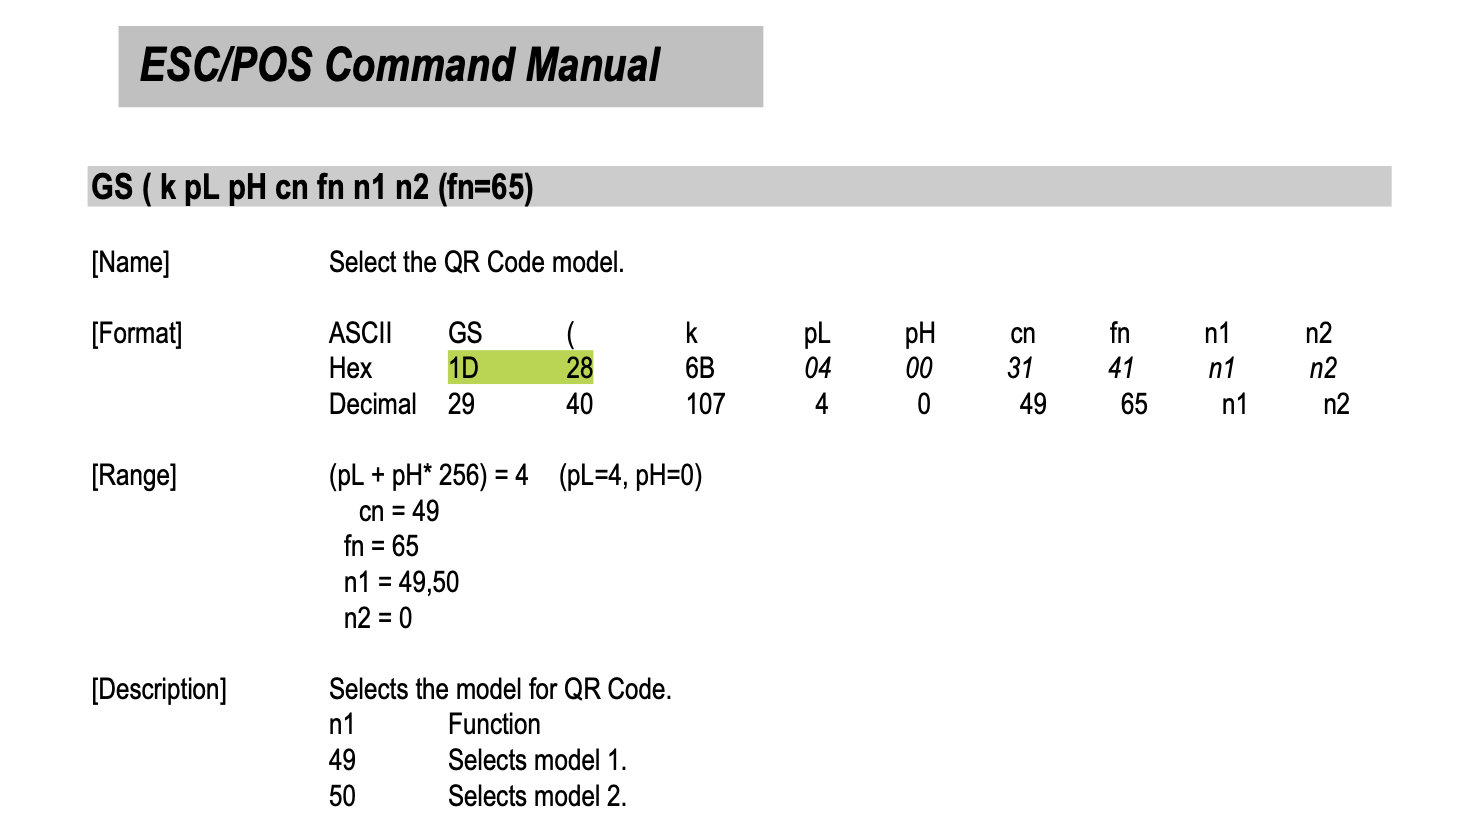 ESC/POS Command Manual
GS ( k pL pH cn fn n1 n2 (fn=65)
[Name] Select the QR Code model.
[Format] ASCII GS ( k pL pH cn fn n1 n2
Hex 1D 28 6B 04 00 31 41 n1 n2
Decimal 29 40 107 4 0 49 65 n1 n2
[Range] (pL + pH* 256) = 4 (pL=4, pH=0)
cn = 49
fn = 65
n1 = 49,50
n2 = 0
[Description] Selects the model for QR Code.
n1 Function
49 Selects model 1.
50 Selects model 2.